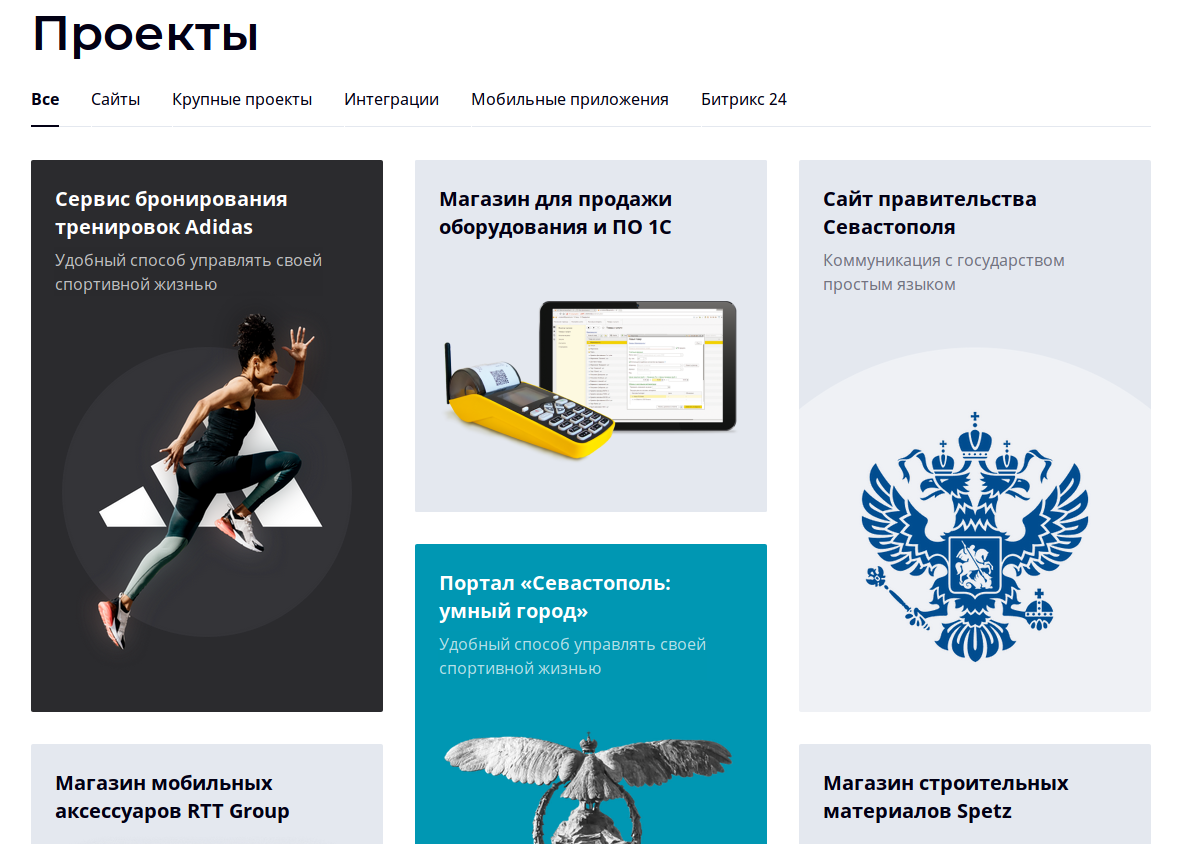 Проекты
Все
Сайты
Крупные проекты
Интеграции
Мобильные приложения
Битрикс 24
Сервис бронирования
тренировок Adidas
Удобный способ управлять своей
спортивной жизнью
Магазин для продажи
оборудования и ПО 1С
Сайт правительства
Севастополя
Коммуникация с государством
простым языком
Портал «Севастополь:
умный город»
Удобный способ управлять своей
спортивной жизнью
Магазин мобильных
аксессуаров RTT Group
Магазин строительных
материалов Spetz